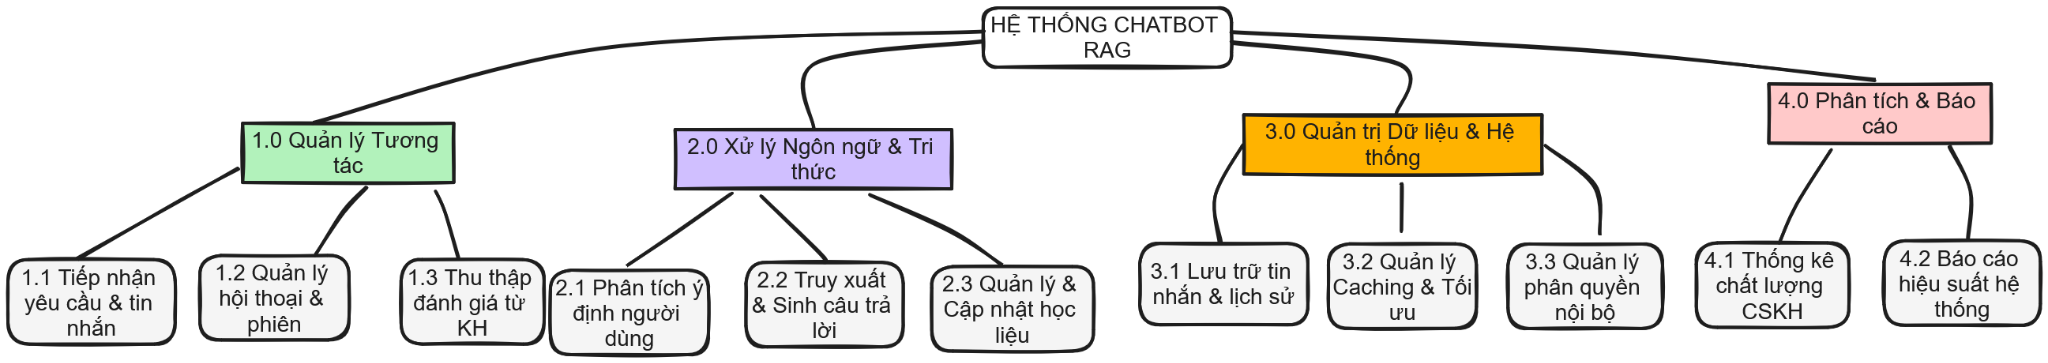 HỆ THỐNG CHATBOT
RAG
1.0 Quản lý Tương
tác
2.0 Xử lý Ngôn ngữ & Tri
thức
3.0 Quản trị Dữ liệu & Hệ
thống
4.0 Phân tích & Báo
cáo
1.1 Tiếp nhận
yêu cầu & tin
nhắn
1.2 Quản lý
hội thoại &
phiên
1.3 Thu thập
đánh giá từ
KH
2.1 Phân tích ý
định người
dùng
2.2 Truy xuất
& Sinh câu trả
lời
2.3 Quản lý &
Cập nhật học
liệu
3.1 Lưu trữ tin
nhắn & lịch sử
3.2 Quản lý
Caching & Tối
ưu
3.3 Quản lý
phân quyền
nội bộ
4.1 Thống kê
chất lượng
CSKH
4.2 Báo cáo
hiệu suất hệ
thống